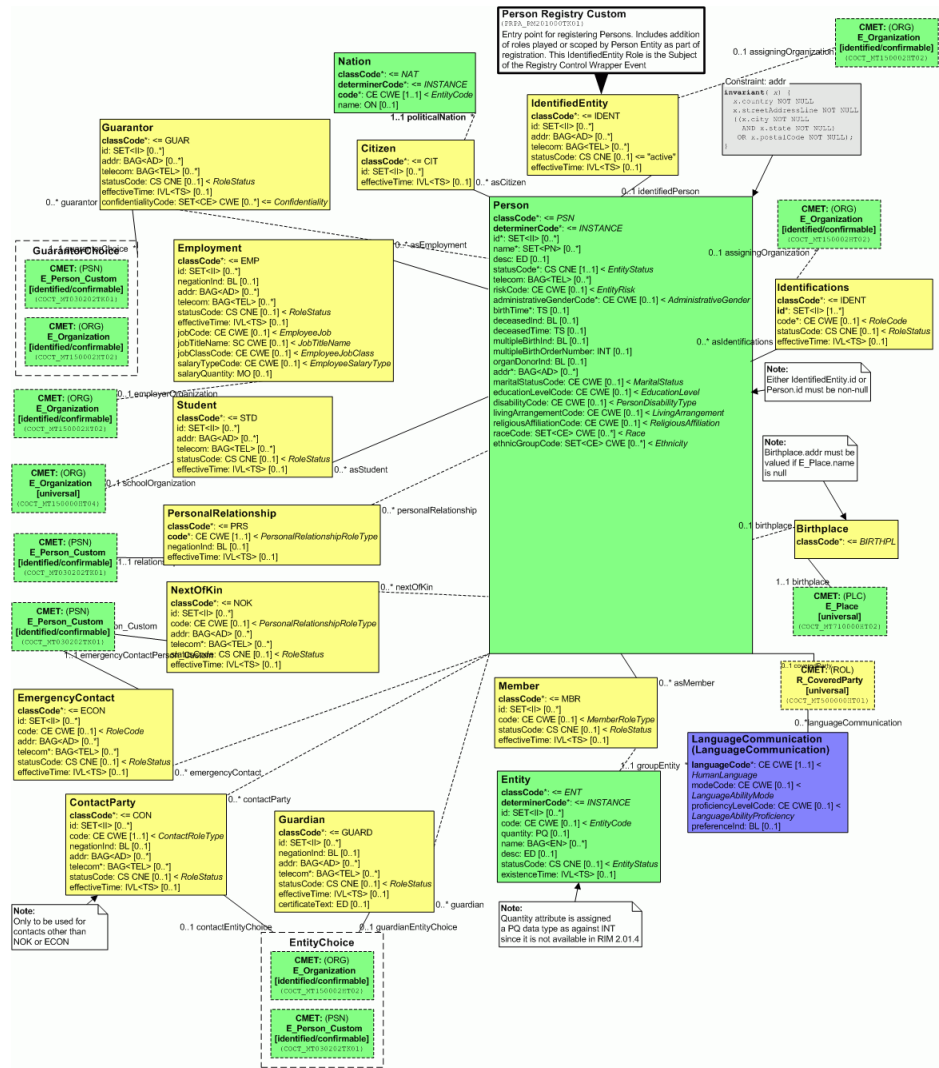 Person Registry Custom
(PRPA_RM201000TK01)
Entry point for registering Persons. Includes addition
of roles played or scoped by Person Entity as part of
registration. This IdentifiedEntity Role is the Subject
of the Registry Control Wrapper Event
CMET: (ORG)
E_Organization
[identified/confirmable]
(COCT_MT150002HT02)
0..1 assigningOrganization
Nation
classCode*: <= NAT
determinerCode*: <= INSTANCE
code*: CE CWE [1..1] < EntityCode
name: ON [0..1]
1..1 politicalNation
Constraint: addr
invariant( x) {
x.country NOT NULL
x.streetAddressLine NOT NULL
((x.city NOT NULL
AND x.state NOT NULL)
OR x.postalCode NOT NULL);
}
IdentifiedEntity
classCode*: <= IDENT
id: SET<II> [0..*]
addr: BAG<AD> [0..*]
telecom: BAG<TEL> [0..*]
statusCode: CS CNE [0..1] <= "active"
effectiveTime: IVL<TS> [0..1]
0..1 identifiedPerson
Guarantor
classCode*: <= GUAR
id: SET<II> [0..*]
addr: BAG<AD> [0..*]
telecom: BAG<TEL> [0..*]
statusCode: CS CNE [0..1] < RoleStatus
effectiveTime: IVL<TS> [0..1]
confidentialityCode: SET<CE> CWE [0..*] <= Confidentiality
0..* guarantor
Citizen
classCode*: <= CIT
id: SET<II> [0..*]
effectiveTime: IVL<TS> [0..1]
0..* asCitizen
Person
classCode*: <= PSN
determinerCode*: <= INSTANCE
id*: SET<II> [0..*]
name*: SET<PN> [0..*]
desc: ED [0..1]
statusCode*: CS CNE [1..1] < EntityStatus
telecom: BAG<TEL> [0..*]
riskCode: CE CWE [0..1] < EntityRisk
administrativeGenderCode*: CE CWE [0..1] < AdministrativeGender
birthTime*: TS [0..1]
deceasedInd: BL [0..1]
deceasedTime: TS [0..1]
multipleBirthInd: BL [0..1]
multipleBirthOrderNumber: INT [0..1]
organDonorInd: BL [0..1]
addr*: BAG<AD> [0..*]
maritalStatusCode: CE CWE [0..1] < MaritalStatus
educationLevelCode: CE CWE [0..1] < EducationLevel
disabilityCode: CE CWE [0..*] < PersonDisabilityType
livingArrangementCode: CE CWE [0..1] < LivingArrangement
religiousAffiliationCode: CE CWE [0..1] < ReligiousAffiliation
raceCode: SET<CE> CWE [0..*] < Race
ethnicGroupCode: SET<CE> CWE [0..*] < Ethnicity
CMET: (ORG)
E_Organization
[identified/confirmable]
(COCT_MT150002HT02)
0..1 assigningOrganization
Identifications
classCode*: <= IDENT
id*: SET<II> [1..*]
code*: CE CWE [0..1] < RoleCode
statusCode: CS CNE [0..1] < RoleStatus
effectiveTime: IVL<TS> [0..1]
0..* asIdentifications
Note:
Either IdentifiedEntity.id or
Person.id must be non-null
GuarantorChoice
1..1 guarantorChoice
CMET: (PSN)
E_Person_Custom
[identified/confirmable]
(COCT_MT030202TK01)
CMET: (ORG)
E_Organization
[identified/confirmable]
(COCT_MT150002HT02)
Employment
classCode*: <= EMP
id: SET<II> [0..*]
negationInd: BL [0..1]
addr: BAG<AD> [0..*]
telecom: BAG<TEL> [0..*]
statusCode: CS CNE [0..1] < RoleStatus
effectiveTime: IVL<TS> [0..1]
jobCode: CE CWE [0..1] < EmployeeJob
jobTitleName: SC CWE [0..1] < JobTitleName
jobClassCode: CE CWE [0..1] < EmployeeJobClass
salaryTypeCode: CE CWE [0..1] < EmployeeSalaryType
salaryQuantity: MO [0..1]
0..* asEmployment
CMET: (ORG)
E_Organization
[identified/confirmable]
(COCT_MT150002HT02)
0..1 employerOrganization
Student
classCode*: <= STD
addr: BAG<AD> [0..*]
telecom: BAG<TEL> [0..*]
statusCode: CS CNE [0..1] < RoleStatus
effectiveTime: IVL<TS> [0..1]
0..* asStudent
CMET: (ORG)
E_Organization
[universal]
(COCT_MT150000HT04)
0..1 schoolOrganization
Note:
Birthplace.addr must be
valued if E_Place.name
is null
PersonalRelationship
classCode*: <= PRS
code*: CE CWE [1..1] < PersonalRelationshipRoleType
negationInd: BL [0..1]
effectiveTime: IVL<TS> [0..1]
0..* personalRelationship
CMET: (PSN)
E_Person_Custom
[identified/confirmable]
(COCT_MT030202TK01)
0..1 birthplace
Birthplace
classCode*: <= BIRTHPL
1..1 birthplace
CMET: (PLC)
E_Place
[universal]
(COCT_MT710000HT02)
NextOfKin
classCode*: <= NOK
id: SET<II> [0..*]
code: CE CWE [0..1] < PersonalRelationshipRoleType
addr: BAG<AD> [0..*]
telecom*: BAG<TEL> [0..*]
statusCode: CS CNE [0..1] < RoleStatus
effectiveTime: IVL<TS> [0..1]
0..* nextOfKin
CMET: (PSN)
E_Person_Custom
[identified/confirmable]
(COCT_MT030202TK01)
on_Custom
CMET: (ROL)
R_CoveredParty
[universal]
(COCT_MT500000HT01)
0..*languageCommunication
EmergencyContact
classCode*: <= ECON
id: SET<II> [0..*]
code: CE CWE [0..1] < RoleCode
addr: BAG<AD> [0..*]
telecom*: BAG<TEL> [0..*]
statusCode: CS CNE [0..1] < RoleStatus
effectiveTime: IVL<TS> [0..1]
0..* emergencyContact
Member
classCode*: <= MBR
id: SET<II> [0..*]
code: CE CWE [0..1] < MemberRoleType
statusCode: CS CNE [0..1] < RoleStatus
effectiveTime: IVL<TS> [0..1]
0..* asMember
1..1 groupEntity
LanguageCommunication
(LanguageCommunication)
languageCode*: CE CWE [1..1] <
HumanLanguage
modeCode: CE CWE [0..1] <
LanguageAbilityMode
proficiencyLevelCode: CE CWE [0..1] <
LanguageAbilityProficiency
preferenceInd: BL [0..1]
Entity
classCode*: <= ENT
determinerCode*: <= INSTANCE
id: SET<II> [0..*]
code: CE CWE [0..1] < EntityCode
quantity: PQ [0..1]
name: BAG<EN> [0..*]
desc: ED [0..1]
statusCode: CS CNE [0..1] < EntityStatus
existenceTime: IVL<TS> [0..1]
ContactParty
classCode*: <= CON
id: SET<II> [0..*]
code: CE CWE [1..1] < ContactRoleType
negationInd: BL [0..1]
addr: BAG<AD> [0..*]
telecom*: BAG<TEL> [0..*]
statusCode: CS CNE [0..1] < RoleStatus
effectiveTime: IVL<TS> [0..1]
0..* contactParty
Guardian
classCode*: <= GUARD
id: SET<II> [0..*]
negationInd: BL [0..1]
addr: BAG<AD> [0..*]
telecom*: BAG<TEL> [0..*]
statusCode: CS CNE [0..1] < RoleStatus
effectiveTime: IVL<TS> [0..1]
certificateText: ED [0..1]
0..* guardian
Note:
Only to be used for
contacts other than
NOK or ECON
Note:
Quantity attribute is assigned
a PQ data type as against INT
since it is not available in RIM 2.01.4
0..1 contactEntityChoice
0..1 guardianEntityChoice
EntityChoice
CMET: (ORG)
E_Organization
[identified/confirmable]
(COCT_MT150002HT02)
CMET: (PSN)
E_Person_Custom
[identified/confirmable]
(COCT_MT030202TK01)